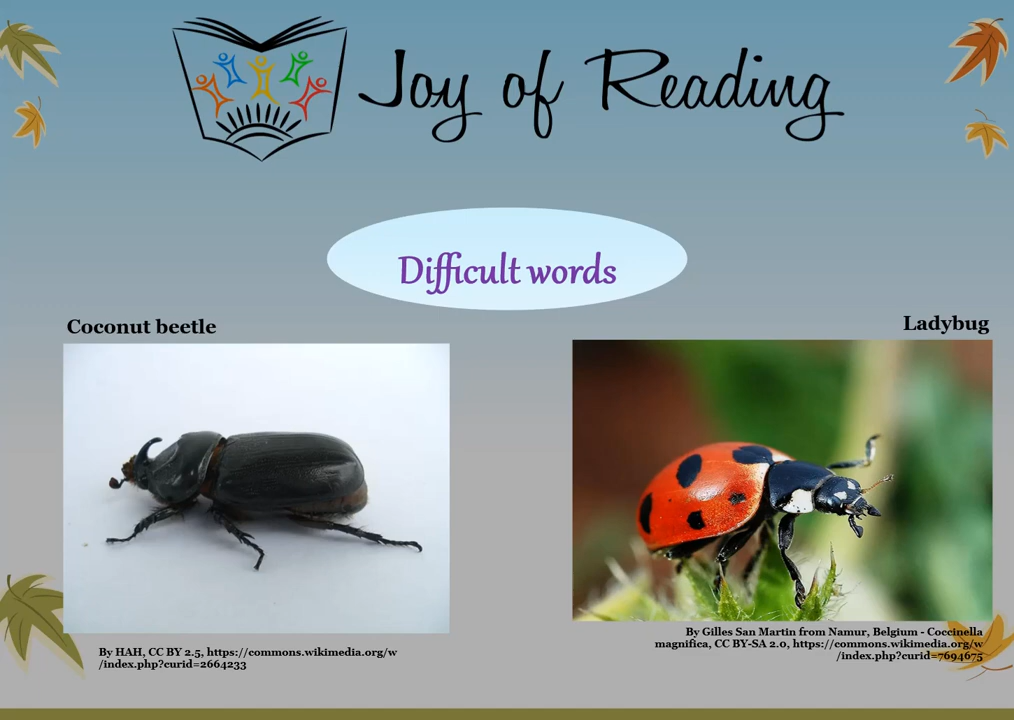 Joy of Reading
Difficult words
Coconut beetle
Ladybug
By HAH, CC BY 2.5, https://commons.wikimedia.org/w
/index.php?curid=2664233
By Gilles San Martin from Namur, Belgium - Coccinella
magnifica, CC BY-SA 2.0, https://commons.wikimedia.org/w
/index.php?curid=7694675